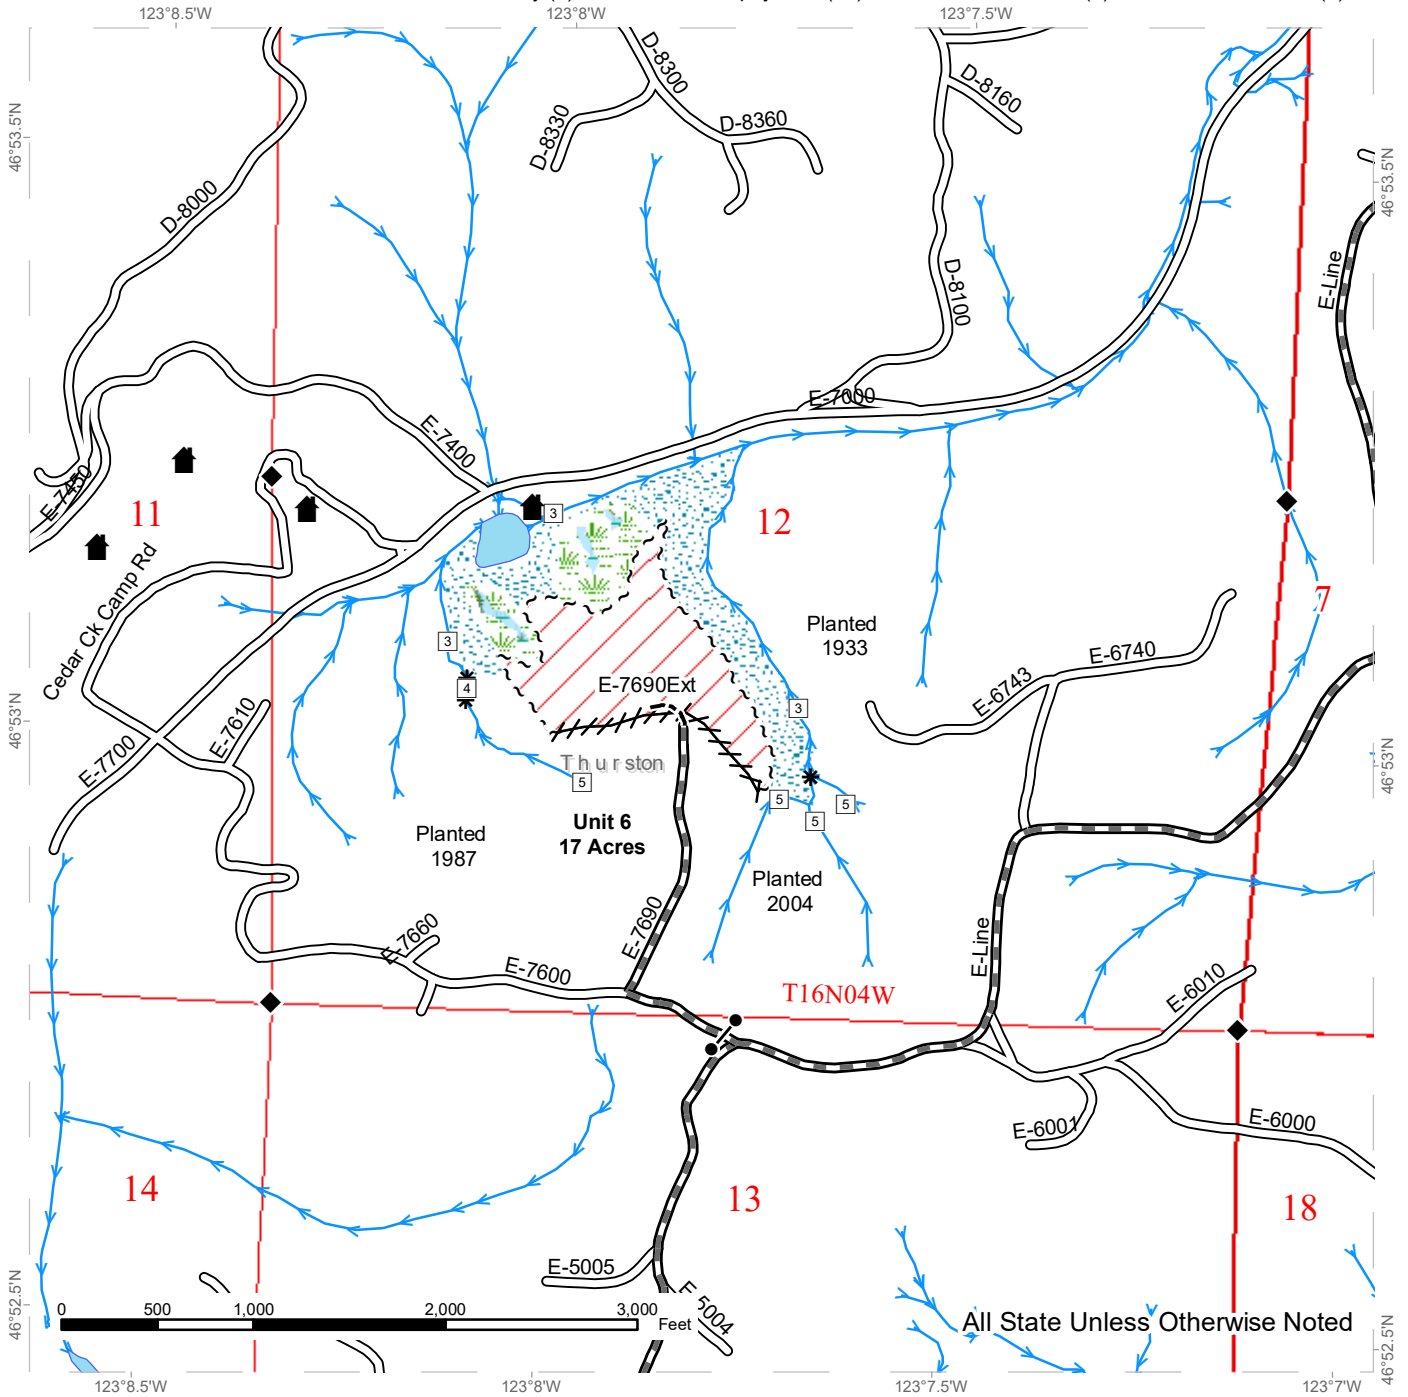 123°8.5'W
123°8'W
123°7.5'W
46°53.5'N
46°53.5'N
D-8300
D-8160
D-8330
D-8360
D-8000
D-8100
E-Line
E-7000
E-7400
E-7450
11
3
12
7
Cedar Ck Camp Rd
Planted
1933
3
E-6740
E-6743
E-7690Ext
4
3
46°53'N
46°53'N
E-7610
E-7700
Thurston
5
5
5
5
Unit 6
17 Acres
Planted
1987
Planted
2004
E-7690
E-7660
E-7600
E-Line
T16N04W
E-6010
E-6001
E-6000
14
13
18
E-5005
E-5004
46°52.5'N
46°52.5'N
0 500 1,000 2,000 3,000
Feet
All State Unless Otherwise Noted
123°8.5'W
123°8'W
123°7.5'W
123°7'W